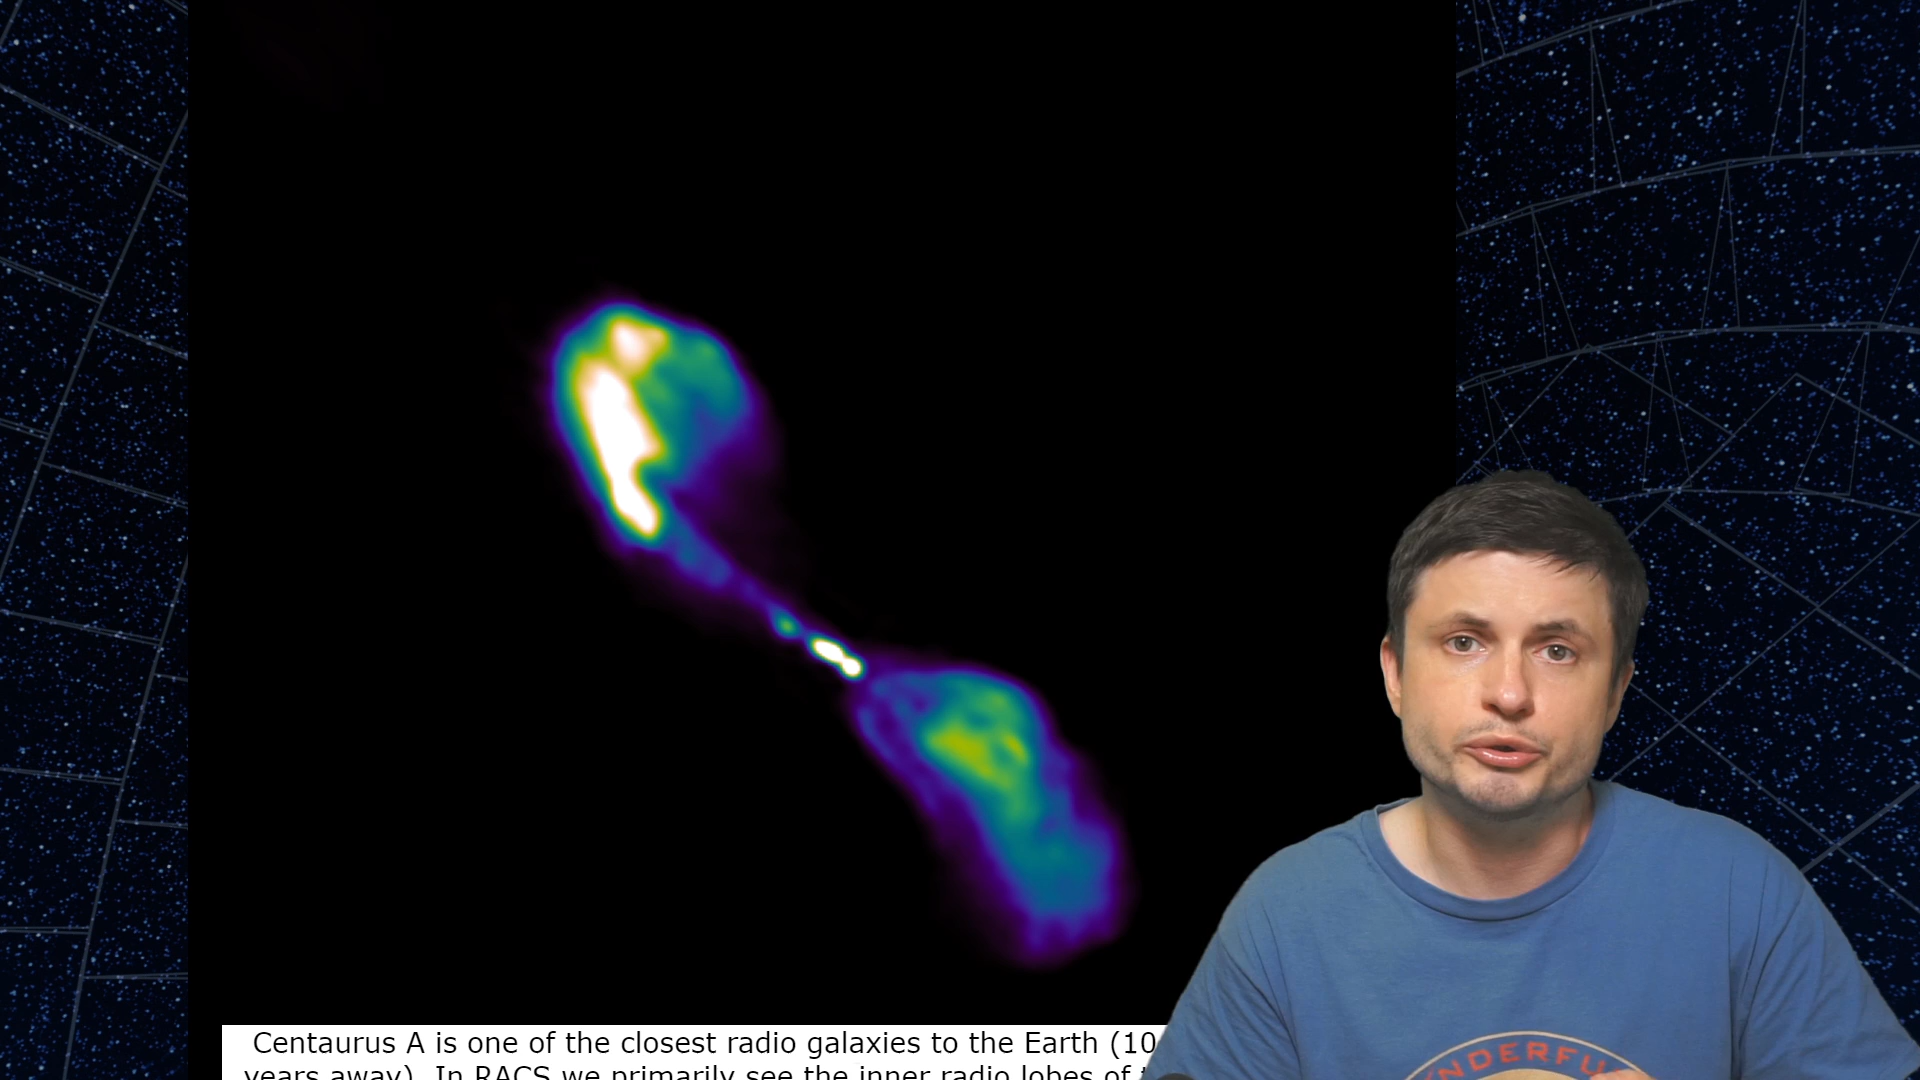 Centaurus A is one of the closest radio galaxies to the Earth (10
years away). In RACS we primarily see the inner radio lobes of
NDERFU